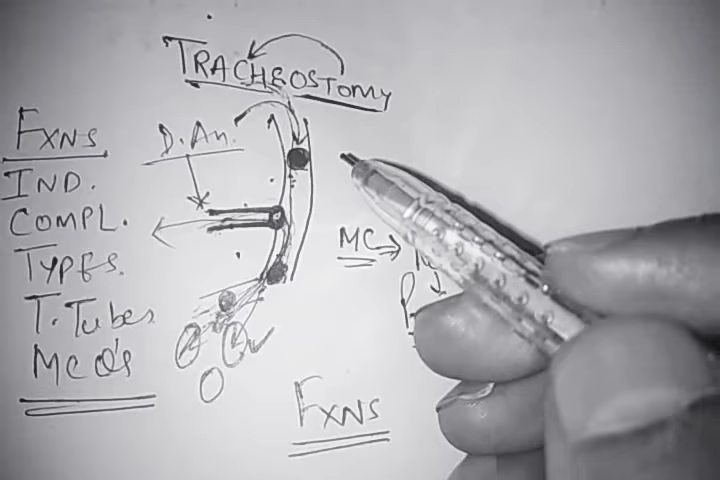 TRACHEOSTOMY
FXNS
D.An.
IND.
COMPL.
TYPES.
T. Tubes
MCQ's
MC
FXNS